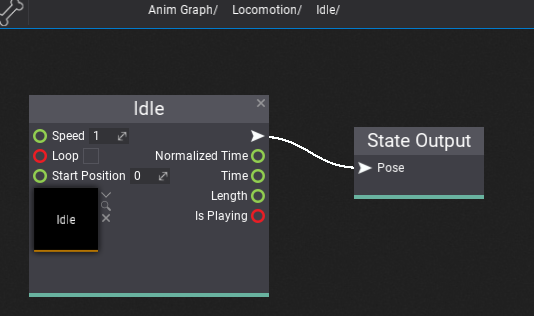 Anim Graph/ Locomotion/ Idle/
Idle
Speed 1
Loop Normalized Time
Start Position 0 Time
Length
Is Playing
Idle
State Output
Pose